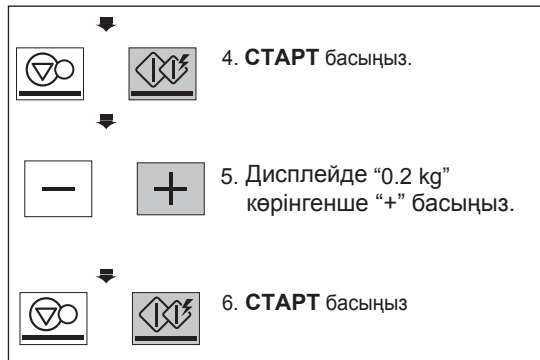 4. СТАРТ басыңыз.
5. Дисплейде “0.2 kg”
көрінгенше “+” басыңыз.
6. СТАРТ басыңыз